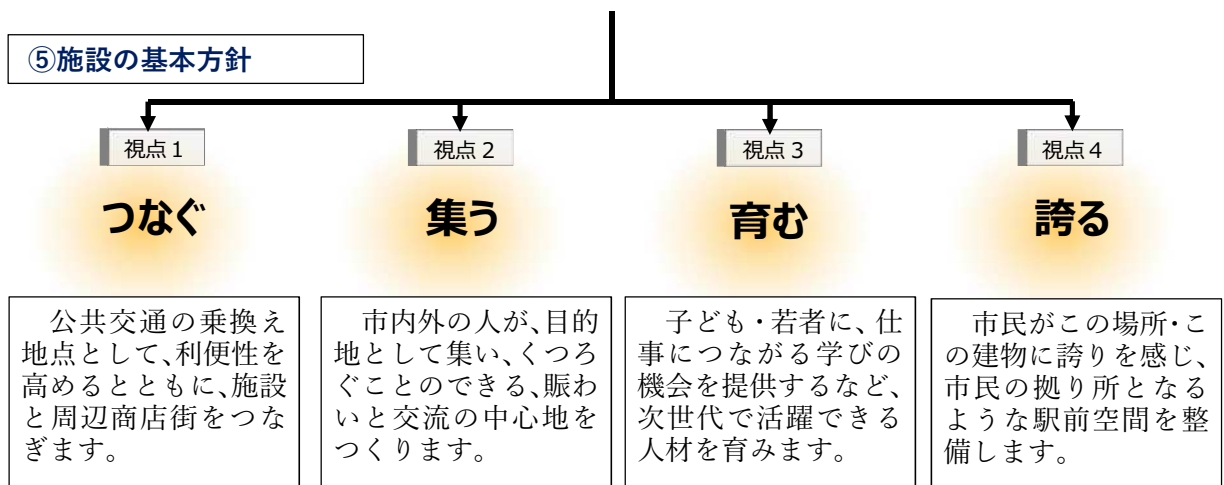 ⑤施設の基本方針
視点1
つなぐ
公共交通の乗換え
地点として、利便性を
高めるとともに、施設
と周辺商店街をつな
ぎます。
視点2
集う
市内外の人が、目的
地として集い、くつろ
ぐことのできる、賑わ
いと交流の中心地を
つくります。
視点3
育む
子ども・若者に、仕
事につながる学びの
機会を提供するなど、
次世代で活躍できる
人材を育みます。
視点4
誇る
市民がこの場所・こ
の建物に誇りを感じ、
市民の拠り所となる
ような駅前空間を整
備します。